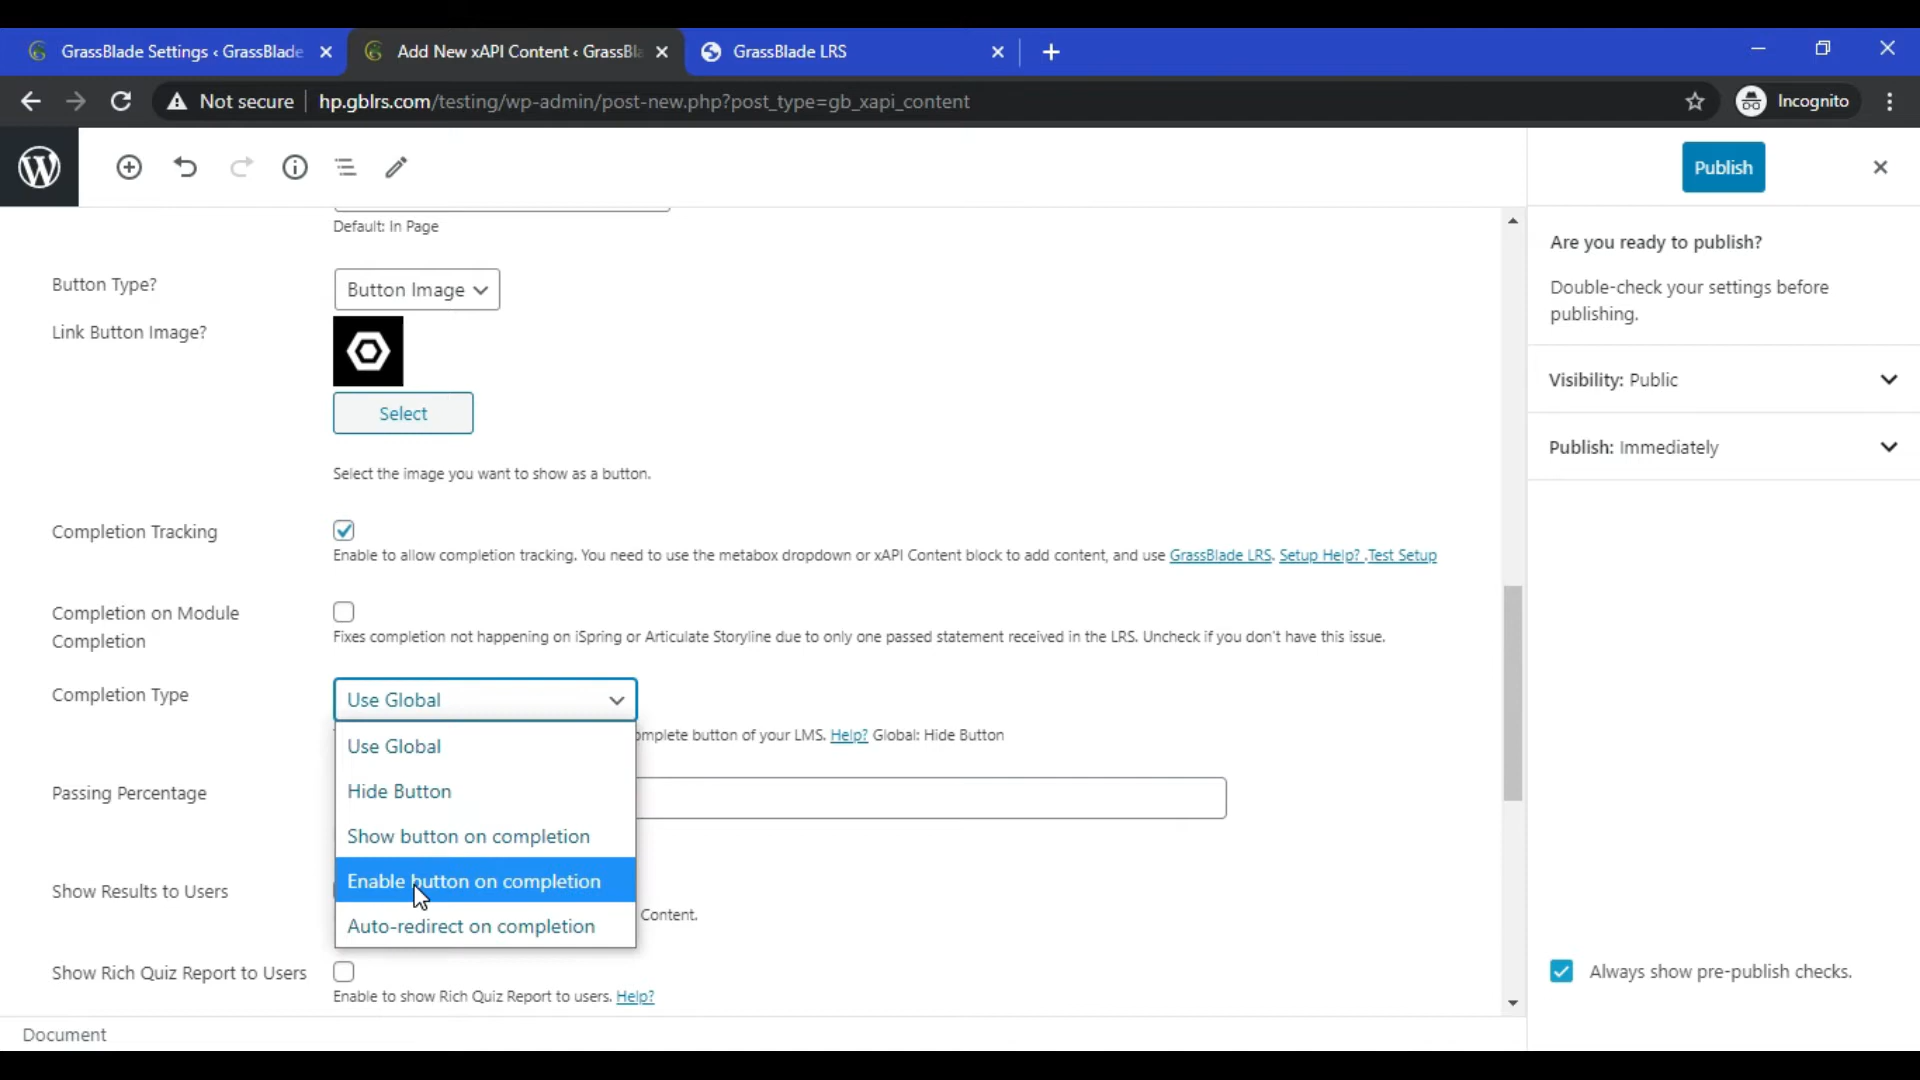 GrassBlade Settings ‹ GrassBlade
Add New xAPI Content ‹ GrassBla
GrassBlade LRS
Not secure
hp.gblrs.com/testing/wp-admin/post-new.php?post_type=gb_xapi_content
Incognito
Publish
Default: In Page
Button Type?
Button Image
Link Button Image?
Select
Select the image you want to show as a button.
Completion Tracking
Enable to allow completion tracking. You need to use the metabox dropdown or xAPI Content block to add content, and use GrassBlade LRS. Setup Help? .Test Setup
Completion on Module
Completion
Fixes completion not happening on iSpring or Articulate Storyline due to only one passed statement received in the LRS. Uncheck if you don't have this issue.
Completion Type
Use Global
Use Global
Hide Button
Show button on completion
Enable button on completion
Auto-redirect on completion
omplete button of your LMS. Help? Global: Hide Button
Passing Percentage
Show Results to Users
Content.
Show Rich Quiz Report to Users
Enable to show Rich Quiz Report to users. Help?
Document
Are you ready to publish?
Double-check your settings before
publishing.
Visibility: Public
Publish: Immediately
Always show pre-publish checks.